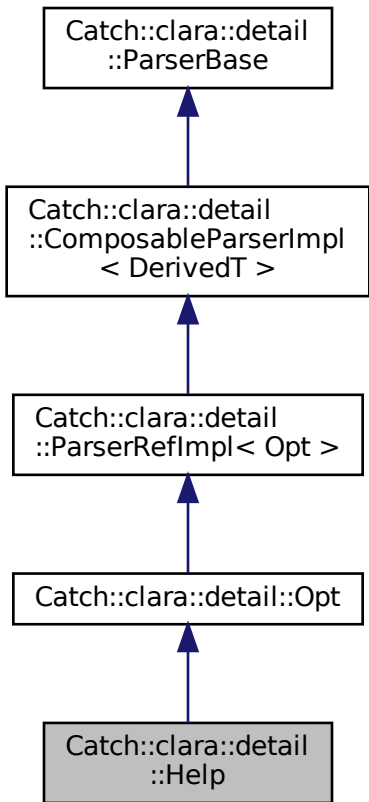 Catch::clara::detail
::ParserBase
Catch::clara::detail
::ComposableParserImpl
< DerivedT >
Catch::clara::detail
::ParserRefImpl< Opt >
Catch::clara::detail::Opt
Catch::clara::detail
::Help